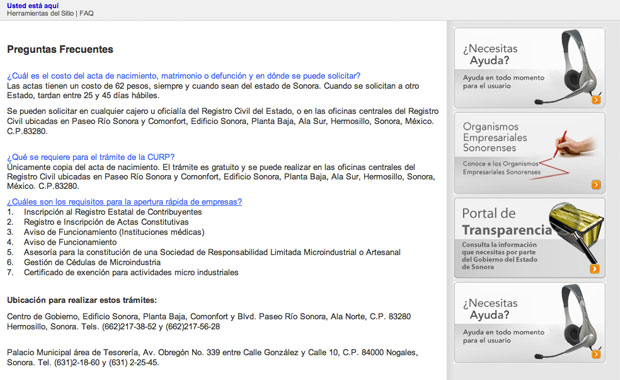 Usted está aquí
Herramientas del Sitio | FAQ
Preguntas Frecuentes
¿Cuál es el costo del acta de nacimiento, matrimonio o defunción y en dónde se puede solicitar?
Las actas tienen un costo de 62 pesos, siempre y cuando sean del estado de Sonora. Cuando se solicitan a otro
Estado, tardan entre 25 y 45 días hábiles.
Se pueden solicitar en cualquier cajero u oficialía del Registro Civil del Estado, o en las oficinas centrales del Registro
Civil ubicadas en Paseo Río Sonora y Comonfort, Edificio Sonora, Planta Baja, Ala Sur, Hermosillo, Sonora, México.
C.P.83280.
¿Qué se requiere para el trámite de la CURP?
Únicamente copia del acta de nacimiento. El trámite es gratuito y se puede realizar en las oficinas centrales del
Registro Civil ubicadas en Paseo Río Sonora y Comonfort, Edificio Sonora, Planta Baja, Ala Sur, Hermosillo, Sonora,
México. C.P.83280.
¿Cuáles son los requisitos para la apertura rápida de empresas?
1. Inscripción al Registro Estatal de Contribuyentes
2. Registro e Inscripción de Actas Constitutivas
3. Aviso de Funcionamiento (Instituciones médicas)
4. Aviso de Funcionamiento
5. Asesoría para la constitución de una Sociedad de Responsabilidad Limitada Microindustrial o Artesanal
6. Gestión de Cédulas de Microindustria
7. Certificado de exención para actividades micro industriales
Ubicación para realizar estos trámites:
Centro de Gobierno, Edificio Sonora, Planta Baja, Comonfort y Blvd. Paseo Río Sonora, Ala Norte, C.P. 83280
Hermosillo, Sonora. Tels. (662)217-38-52 y (662)217-56-28
Palacio Municipal área de Tesorería, Av. Obregón No. 339 entre Calle González y Calle 10, C.P. 84000 Nogales,
Sonora. Tel. (631)2-18-60 y (631) 2-25-45.
¿Necesitas
Ayuda?
Ayuda en todo momento
para el usuario
Organismos
Empresariales
Sonorenses
Conoce a los Organismos
Empresariales Sonorenses
Portal de
Transparencia
Consulta la información
que necesitas por parte
del Gobierno del Estado
de Sonora
¿Necesitas
Ayuda?
Ayuda en todo momento
para el usuario